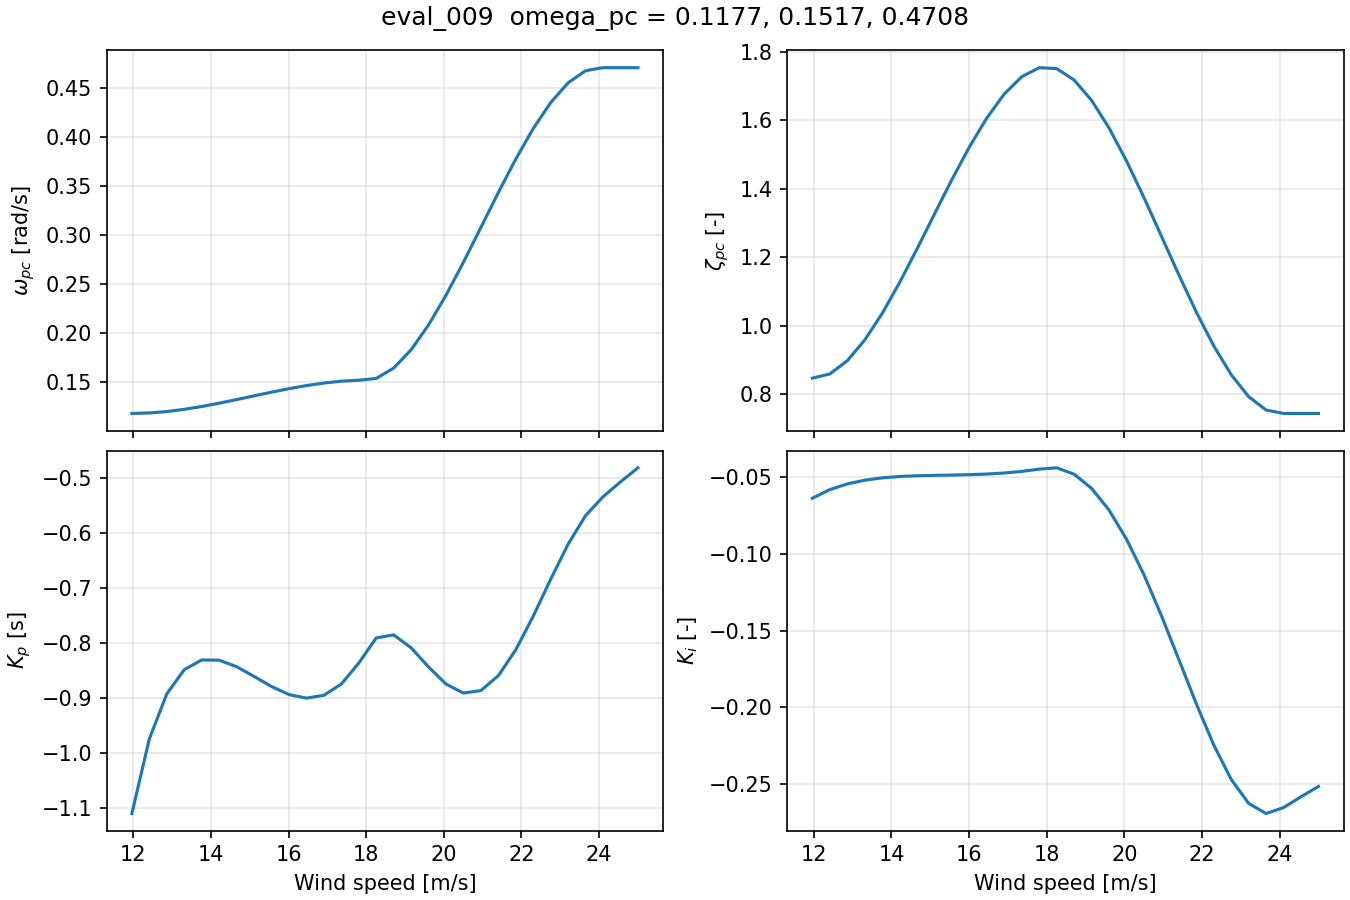 eval_009  omega_pc = 0.1177, 0.1517, 0.4708
ω_pc [rad/s]
0.45
0.40
0.35
0.30
0.25
0.20
0.15
ζ_pc [-]
1.8
1.6
1.4
1.2
1.0
0.8
K_p [s]
−0.5
−0.6
−0.7
−0.8
−0.9
−1.0
−1.1
12 14 16 18 20 22 24
Wind speed [m/s]
K_i [-]
−0.05
−0.10
−0.15
−0.20
−0.25
12 14 16 18 20 22 24
Wind speed [m/s]